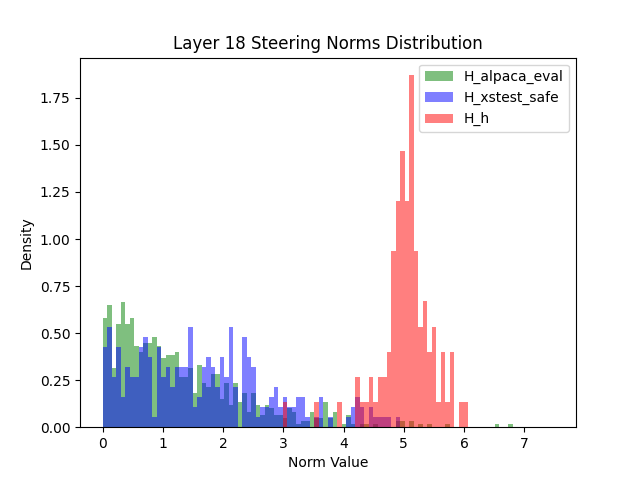 Layer 18 Steering Norms Distribution
H_alpaca_eval
H_xstest_safe
H_h
Density
1.75
1.50
1.25
1.00
0.75
0.50
0.25
0.00
0 1 2 3 4 5 6 7
Norm Value